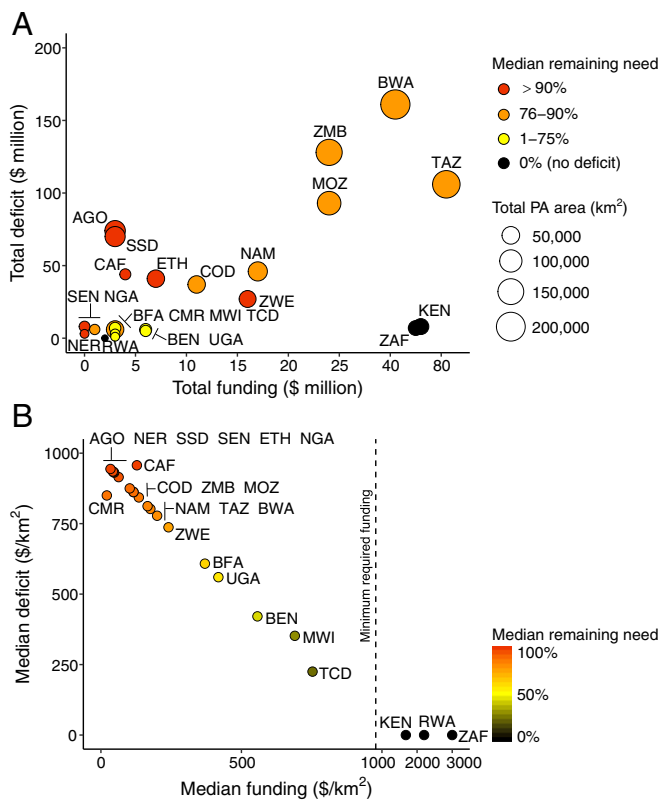 A
Total deficit ($ million)
200
150
100
50
0
BWA
ZMB
TAZ
MOZ
AGO
SSD
CAF
ETH
COD
NAM
ZWE
SEN NGA
BFA CMR MWI TCD
BEN UGA
NER
RWA
KEN
ZAF
0 5 10 15 20 25 40 80
Total funding ($ million)
Median remaining need
> 90%
76–90%
1–75%
0% (no deficit)
Total PA area (km²)
50,000
100,000
150,000
200,000
B
Median deficit ($/km²)
1000
750
500
250
0
AGO NER SSD SEN ETH NGA
CAF
CMR
COD ZMB MOZ
NAM TAZ BWA
ZWE
BFA
UGA
BEN
MWI
TCD
Minimum required funding
KEN RWA
ZAF
0 500 1000 2000 3000
Median funding ($/km²)
Median remaining need
100%
50%
0%